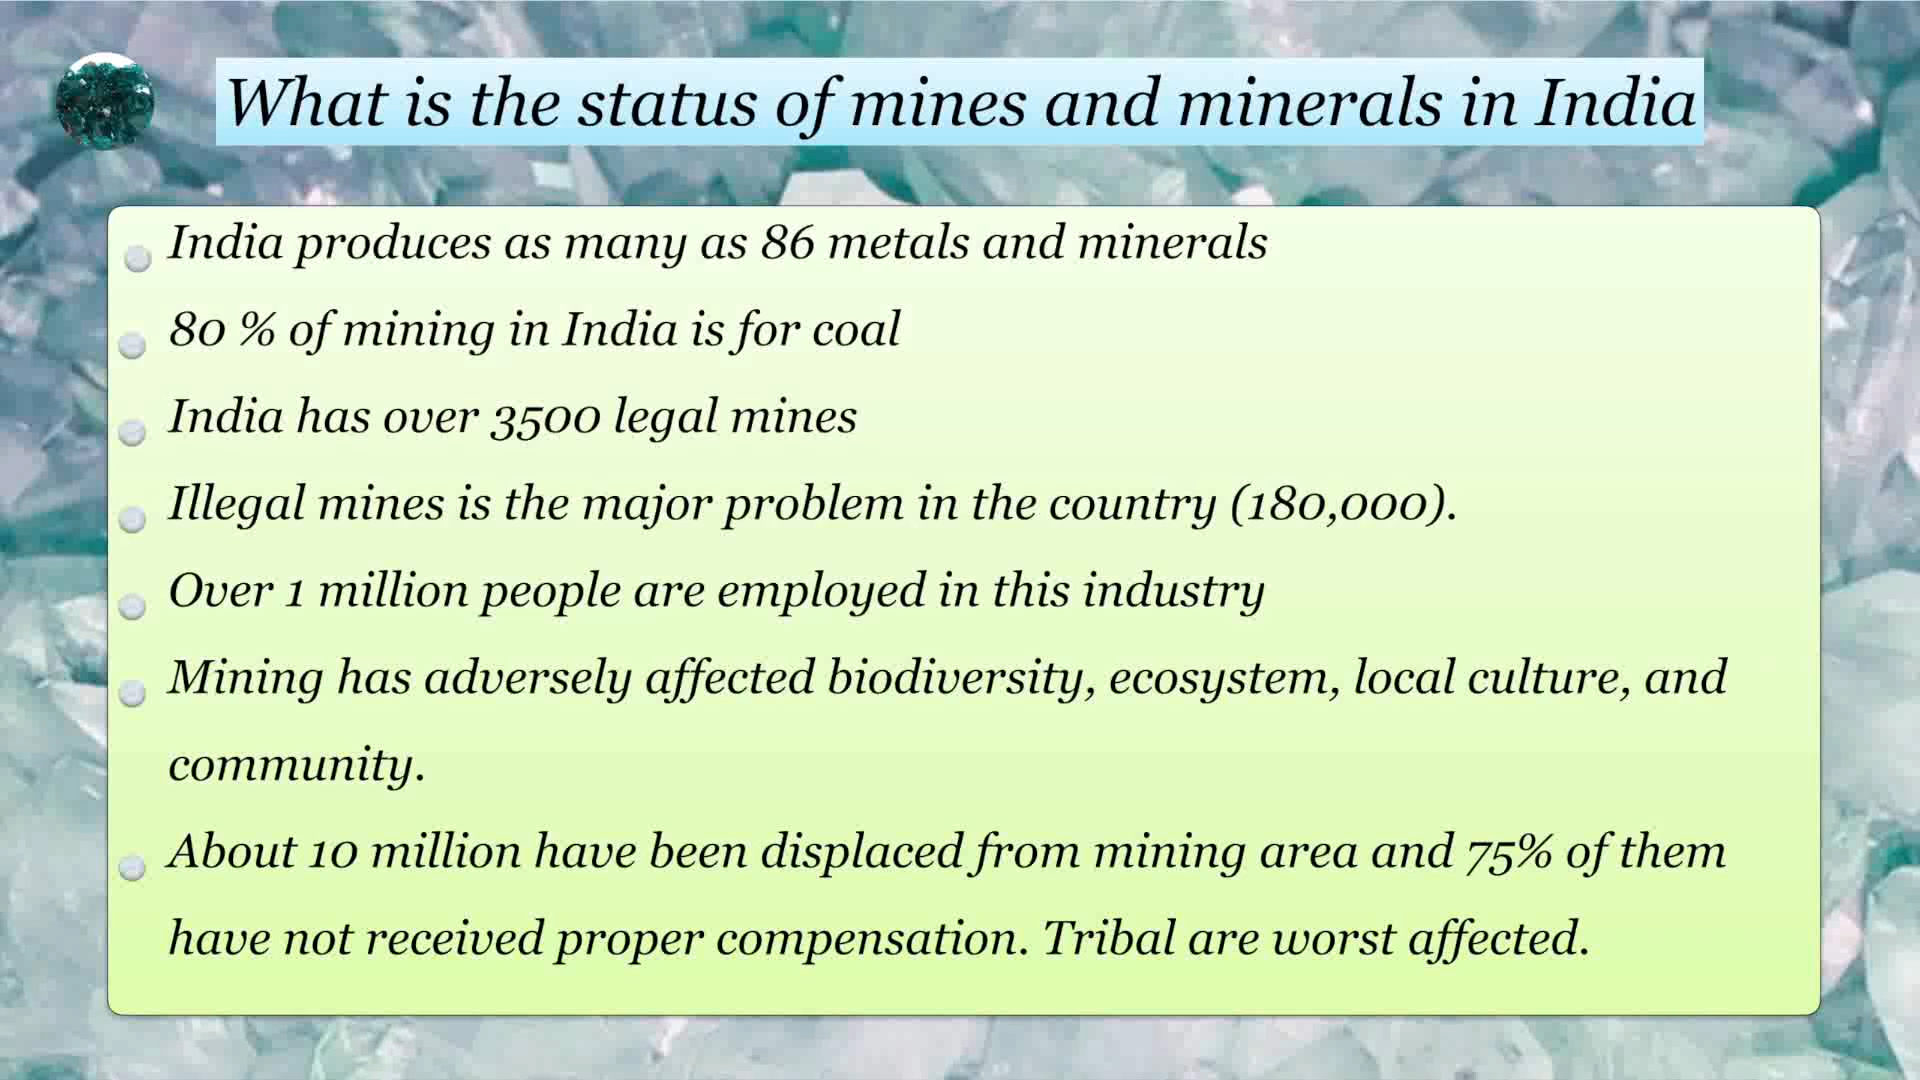 What is the status of mines and minerals in India
India produces as many as 86 metals and minerals
80 % of mining in India is for coal
India has over 3500 legal mines
Illegal mines is the major problem in the country (180,000).
Over 1 million people are employed in this industry
Mining has adversely affected biodiversity, ecosystem, local culture, and
community.
About 10 million have been displaced from mining area and 75% of them
have not received proper compensation. Tribal are worst affected.